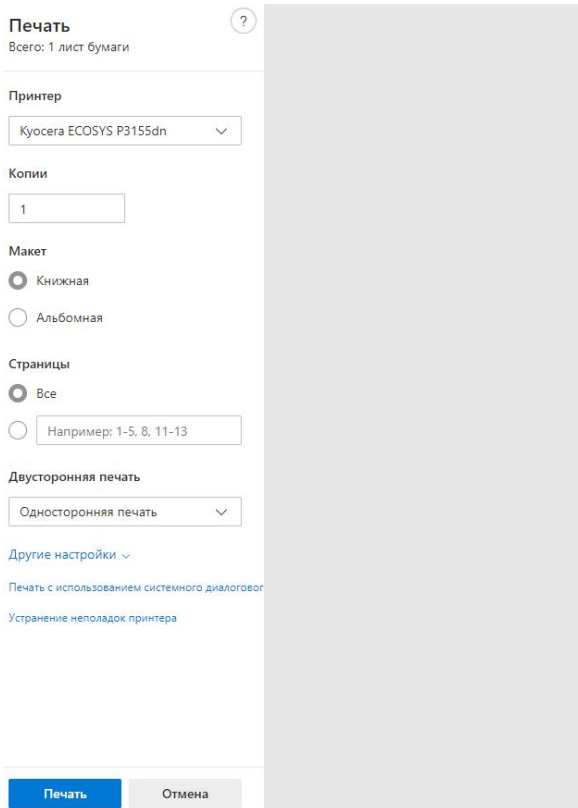 Печать
?
Всего: 1 лист бумаги
Принтер
Kyocera ECOSYS P3155dn
Копии
1
Макет
Книжная
Альбомная
Страницы
Все
Например: 1-5, 8, 11-13
Двусторонняя печать
Односторонняя печать
Другие настройки
Печать с использованием системного диалоговог
Устранение неполадок принтера
Печать
Отмена